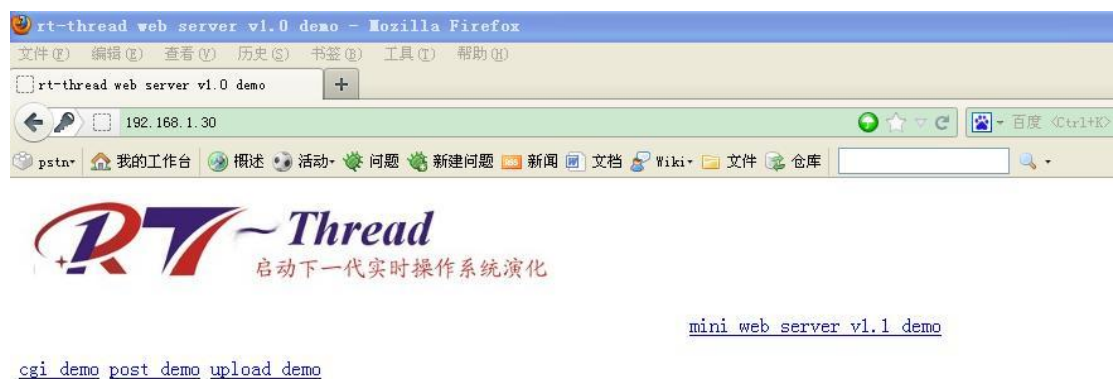 rt-thread web server v1.0 demo - Mozilla Firefox
文件(F) 编辑(E) 查看(V) 历史(S) 书签(B) 工具(T) 帮助(H)
rt-thread web server v1.0 demo +
192.168.1.30 百度 <Ctrl+K>
pstn 我的工作台 概述 活动 问题 新建问题 新闻 文档 Wiki 文件 仓库
RT-Thread
启动下一代实时操作系统演化
mini web server v1.1 demo
cgi demo post demo upload demo